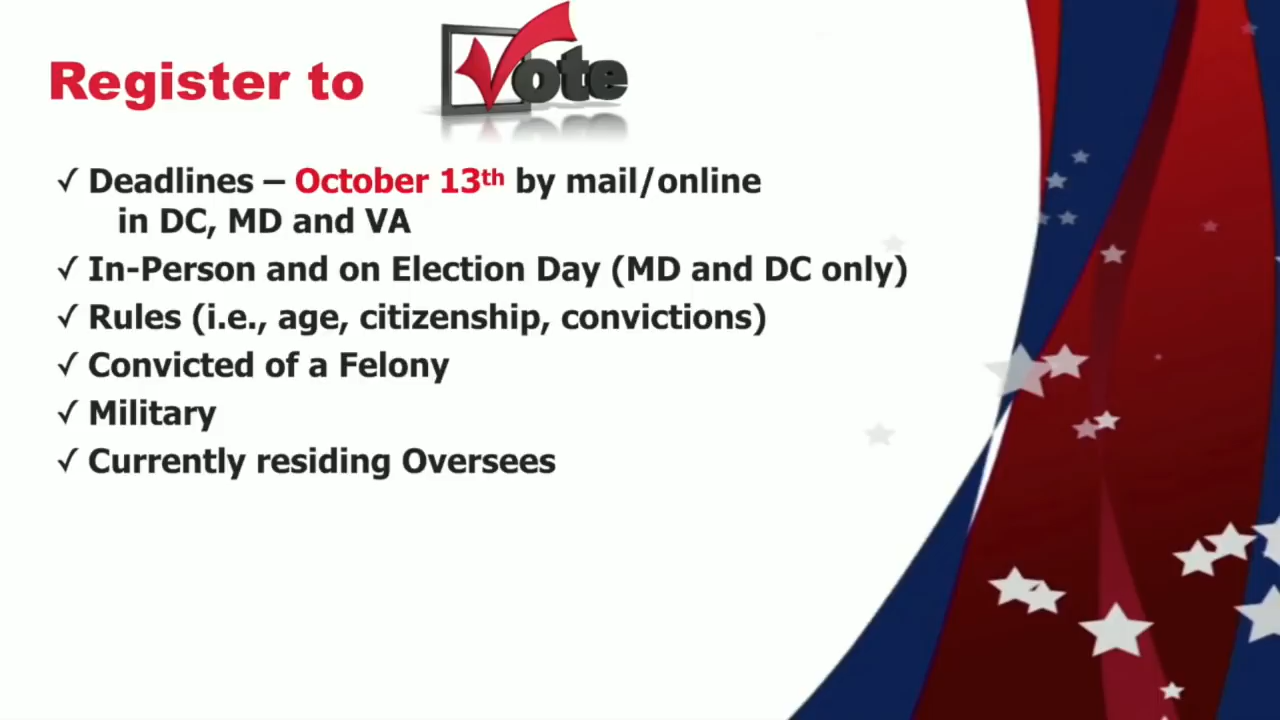 Register to Vote
✓ Deadlines – October 13th by mail/online
in DC, MD and VA
✓ In-Person and on Election Day (MD and DC only)
✓ Rules (i.e., age, citizenship, convictions)
✓ Convicted of a Felony
✓ Military
✓ Currently residing Oversees